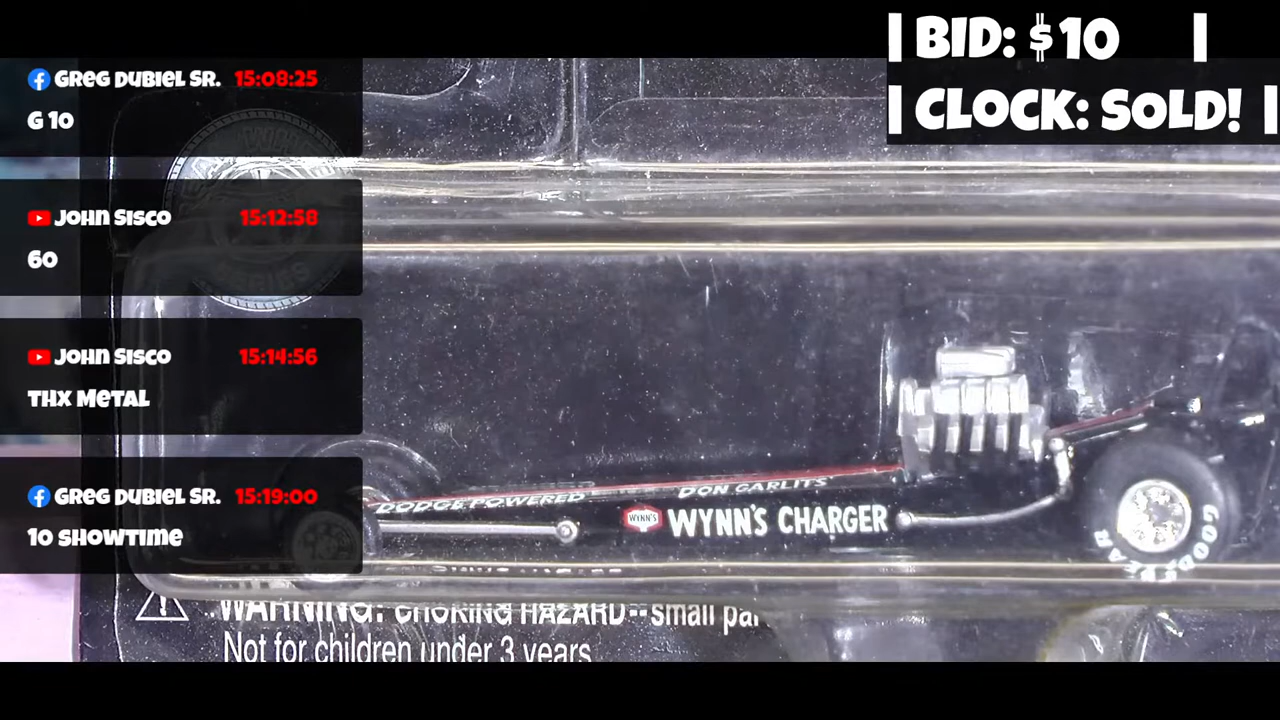 | BID: $10 |
| CLOCK: SOLD! |
GREG DUBIEL SR. 15:08:25
G 10
JOHN SISCO 15:12:58
60
JOHN SISCO 15:14:56
THX METAL
GREG DUBIEL SR. 15:19:00
10 SHOWTIME
SERIES
DODGE POWERED
DON GARLITS
WYNN'S
WYNN'S CHARGER
GOODYEAR
WARNING: CHOKING HAZARD--small
Not for children under 3 years